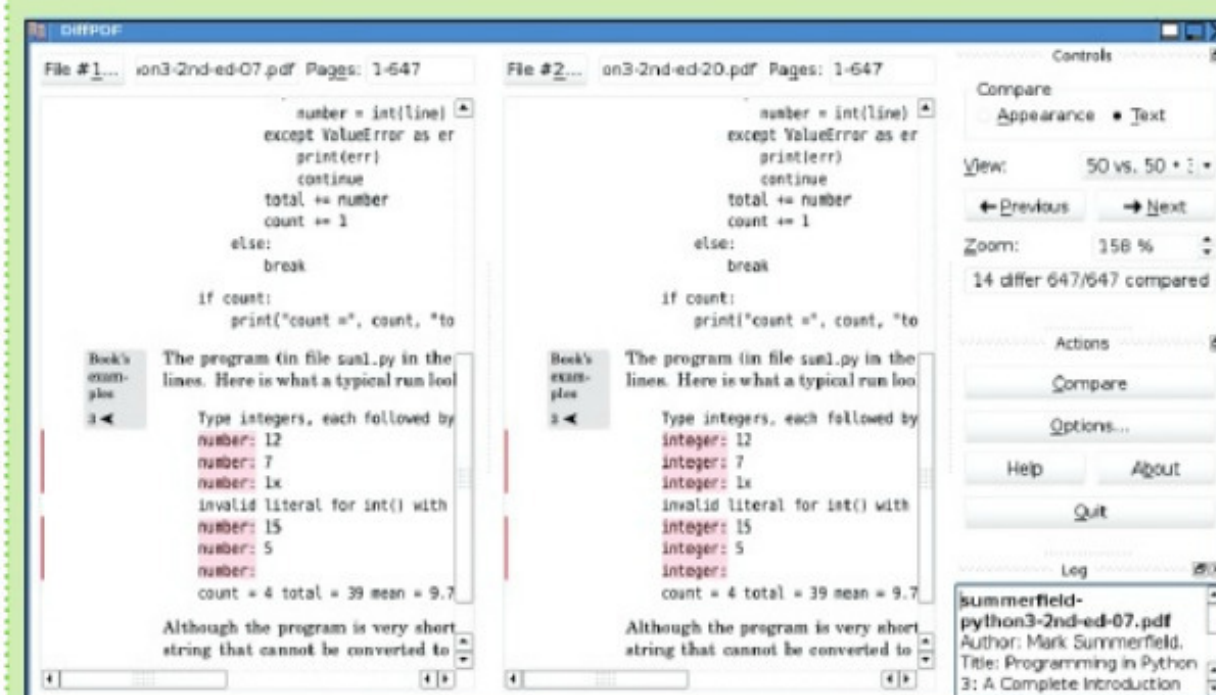 DiffPDF
File #1... on3-2nd-ed-07.pdf Pages: 1-647
number = int(line)
except ValueError as er
print(err)
continue
total += number
count += 1
else:
break
if count:
print("count =", count, "to
Book's
exam-
ples
3
The program (in file sum1.py in the
lines. Here is what a typical run lool
Type integers, each followed by
number: 12
number: 7
number: 1x
invalid literal for int() with
number: 15
number: 5
number:
count = 4 total = 39 mean = 9.7
Although the program is very short
string that cannot be converted to
File #2... on3-2nd-ed-20.pdf Pages: 1-647
number = int(line)
except ValueError as er
print(err)
continue
total += number
count += 1
else:
break
if count:
print("count =", count, "to
Book's
exam-
ples
3
The program (in file sum1.py in the
lines. Here is what a typical run loo
Type integers, each followed by
integer: 12
integer: 7
integer: 1x
invalid literal for int() with
integer: 15
integer: 5
integer:
count = 4 total = 39 mean = 9.7
Although the program is very short
string that cannot be converted to
Controls
Compare
Appearance Text
View: 50 vs. 50 •
Previous Next
Zoom: 158 %
14 differ 647/647 compared
Actions
Compare
Options...
Help About
Quit
Log
summerfield-
python3-2nd-ed-07.pdf
Author: Mark Summerfield.
Title: Programming in Python
3: A Complete Introduction